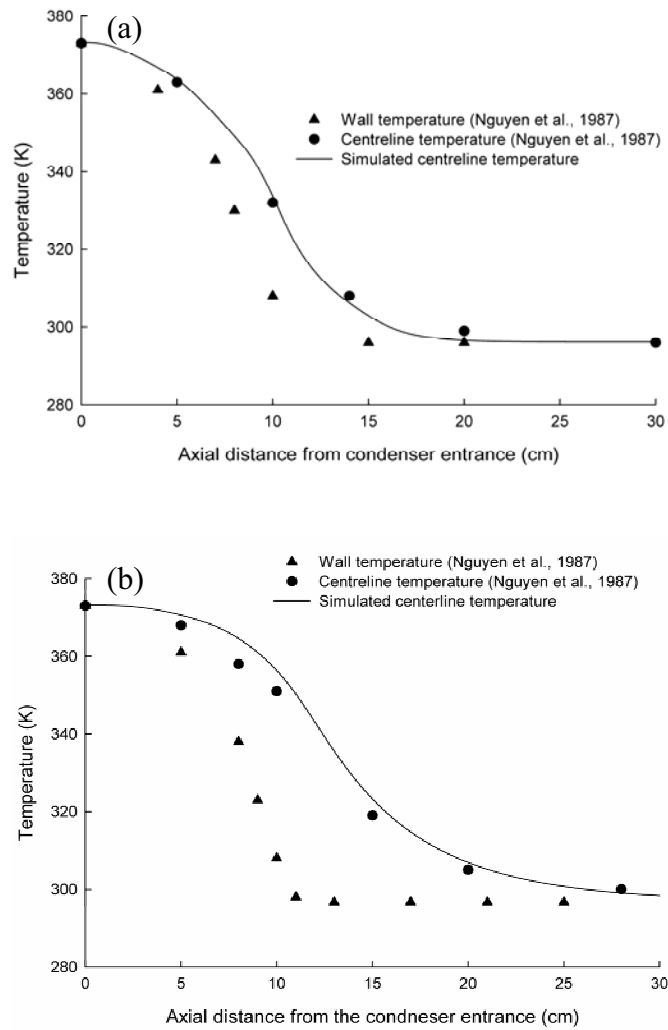 (a)
380
360
340
320
300
280
Temperature (K)
Wall temperature (Nguyen et al., 1987)
Centreline temperature (Nguyen et al., 1987)
Simulated centreline temperature
0 5 10 15 20 25 30
Axial distance from condenser entrance (cm)
(b)
Wall temperature (Nguyen et al., 1987)
Centreline temperature (Nguyen et al., 1987)
Simulated centerline temperature
380
360
340
320
300
280
Temperature (K)
0 5 10 15 20 25 30
Axial distance from the condneser entrance (cm)